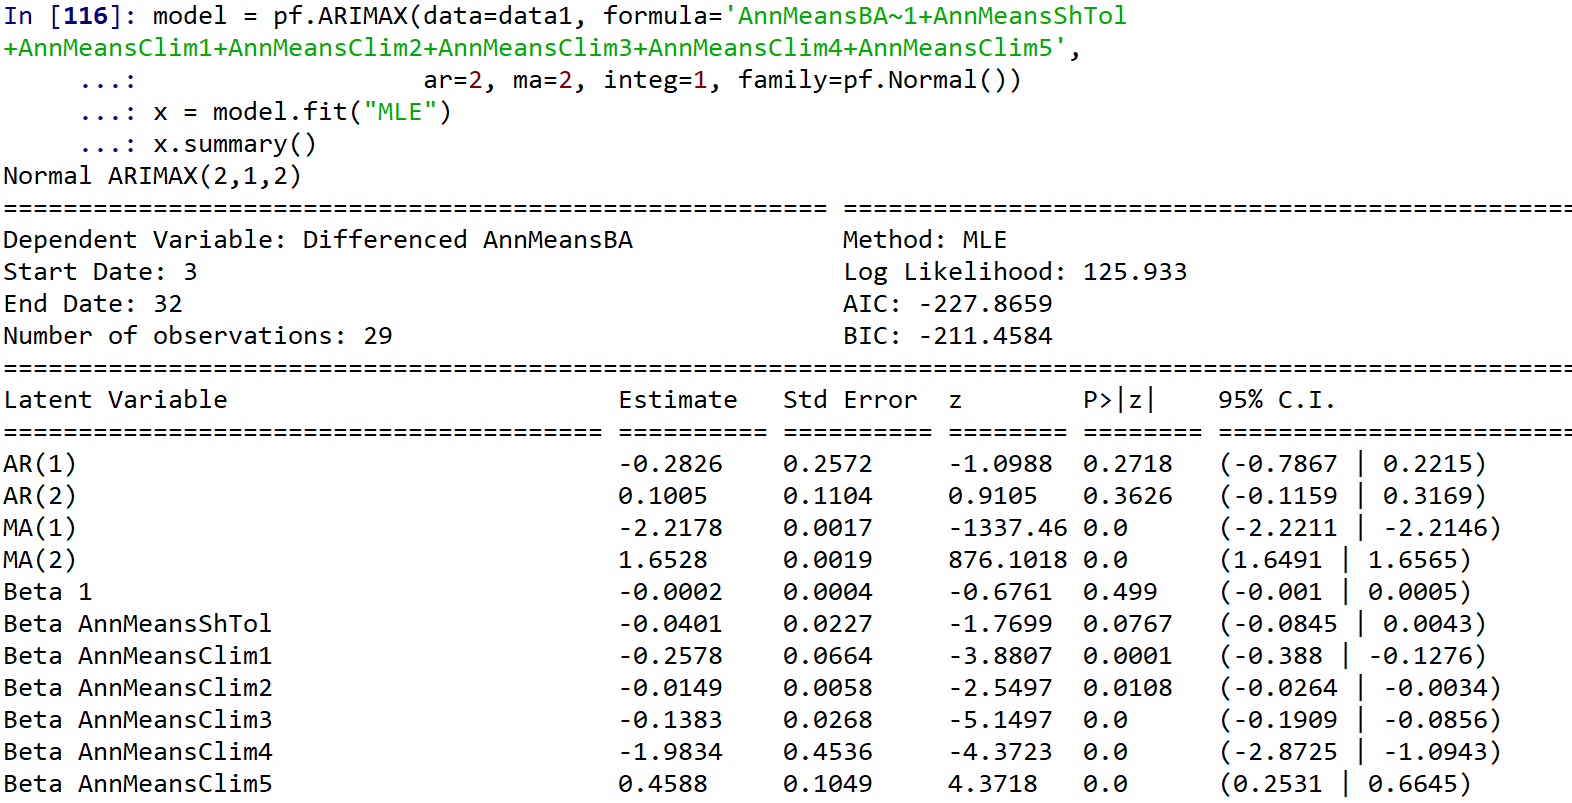 In [116]: model = pf.ARIMAX(data=data1, formula='AnnMeansBA~1+AnnMeansShTol
+AnnMeansClim1+AnnMeansClim2+AnnMeansClim3+AnnMeansClim4+AnnMeansClim5',
     ...:                    ar=2, ma=2, integ=1, family=pf.Normal())
     ...: x = model.fit("MLE")
     ...: x.summary()
Normal ARIMAX(2,1,2)
======================================================= =================================================
Dependent Variable: Differenced AnnMeansBA              Method: MLE
Start Date: 3                                           Log Likelihood: 125.933
End Date: 32                                            AIC: -227.8659
Number of observations: 29                              BIC: -211.4584
=========================================================================================================
Latent Variable                          Estimate   Std Error  z        P>|z|    95% C.I.
======================================== ========== ========== ======== ======== ========================
AR(1)                                    -0.2826    0.2572     -1.0988  0.2718   (-0.7867 | 0.2215)
AR(2)                                    0.1005     0.1104     0.9105   0.3626   (-0.1159 | 0.3169)
MA(1)                                    -2.2178    0.0017     -1337.46 0.0      (-2.2211 | -2.2146)
MA(2)                                    1.6528     0.0019     876.1018 0.0      (1.6491 | 1.6565)
Beta 1                                   -0.0002    0.0004     -0.6761  0.499    (-0.001 | 0.0005)
Beta AnnMeansShTol                       -0.0401    0.0227     -1.7699  0.0767   (-0.0845 | 0.0043)
Beta AnnMeansClim1                       -0.2578    0.0664     -3.8807  0.0001   (-0.388 | -0.1276)
Beta AnnMeansClim2                       -0.0149    0.0058     -2.5497  0.0108   (-0.0264 | -0.0034)
Beta AnnMeansClim3                       -0.1383    0.0268     -5.1497  0.0      (-0.1909 | -0.0856)
Beta AnnMeansClim4                       -1.9834    0.4536     -4.3723  0.0      (-2.8725 | -1.0943)
Beta AnnMeansClim5                       0.4588     0.1049     4.3718   0.0      (0.2531 | 0.6645)